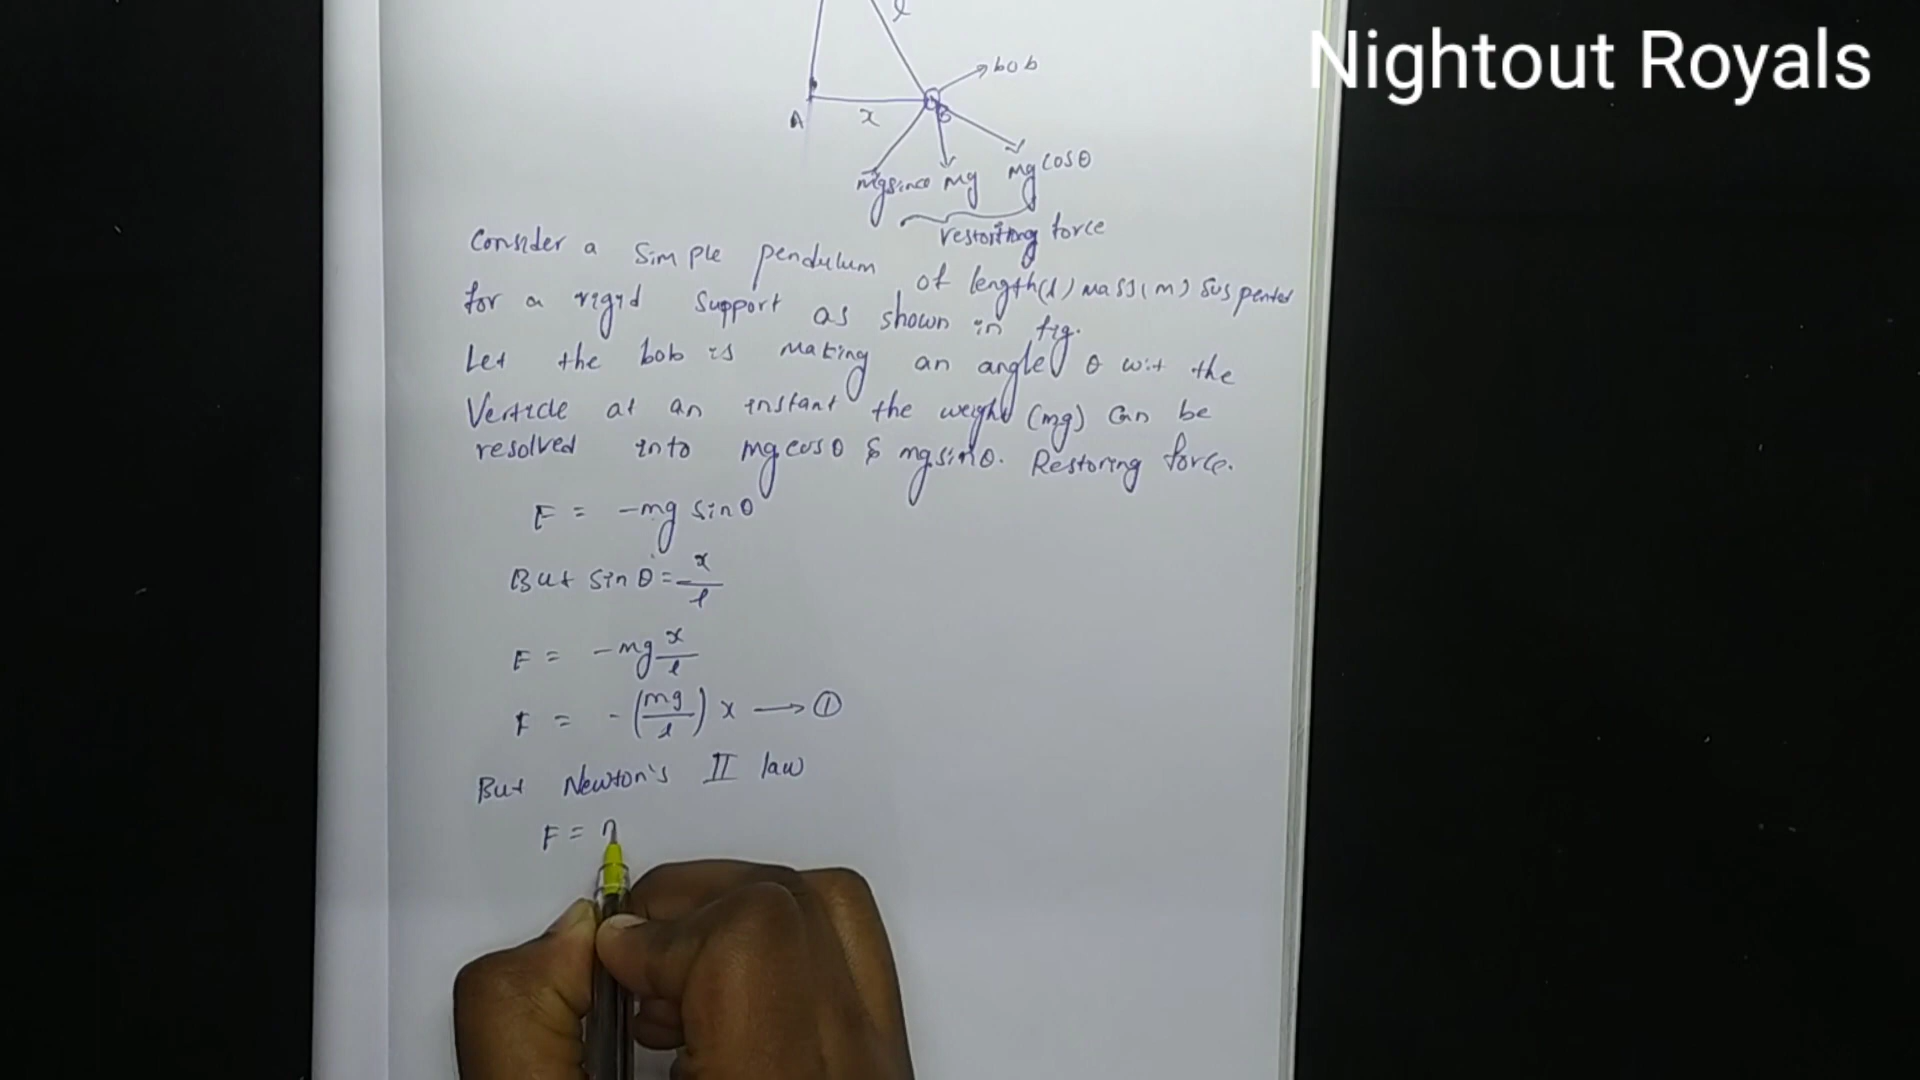 Nightout Royals
l
bob
A x B
mgsinθ mg mg cosθ
restoring force
Consider a simple pendulum of length(l) mass(m) suspented
for a rigid support as shown in fig.
Let the bob is making an angle θ w.r.t the
Verticle at an instant the weight (mg) can be
resolved into mg cosθ & mg sinθ. Restoring force.
F = -mg sinθ
But sinθ = x/l
F = -mg x/l
F = -(mg/l) x → ①
But Newton's II law
F =